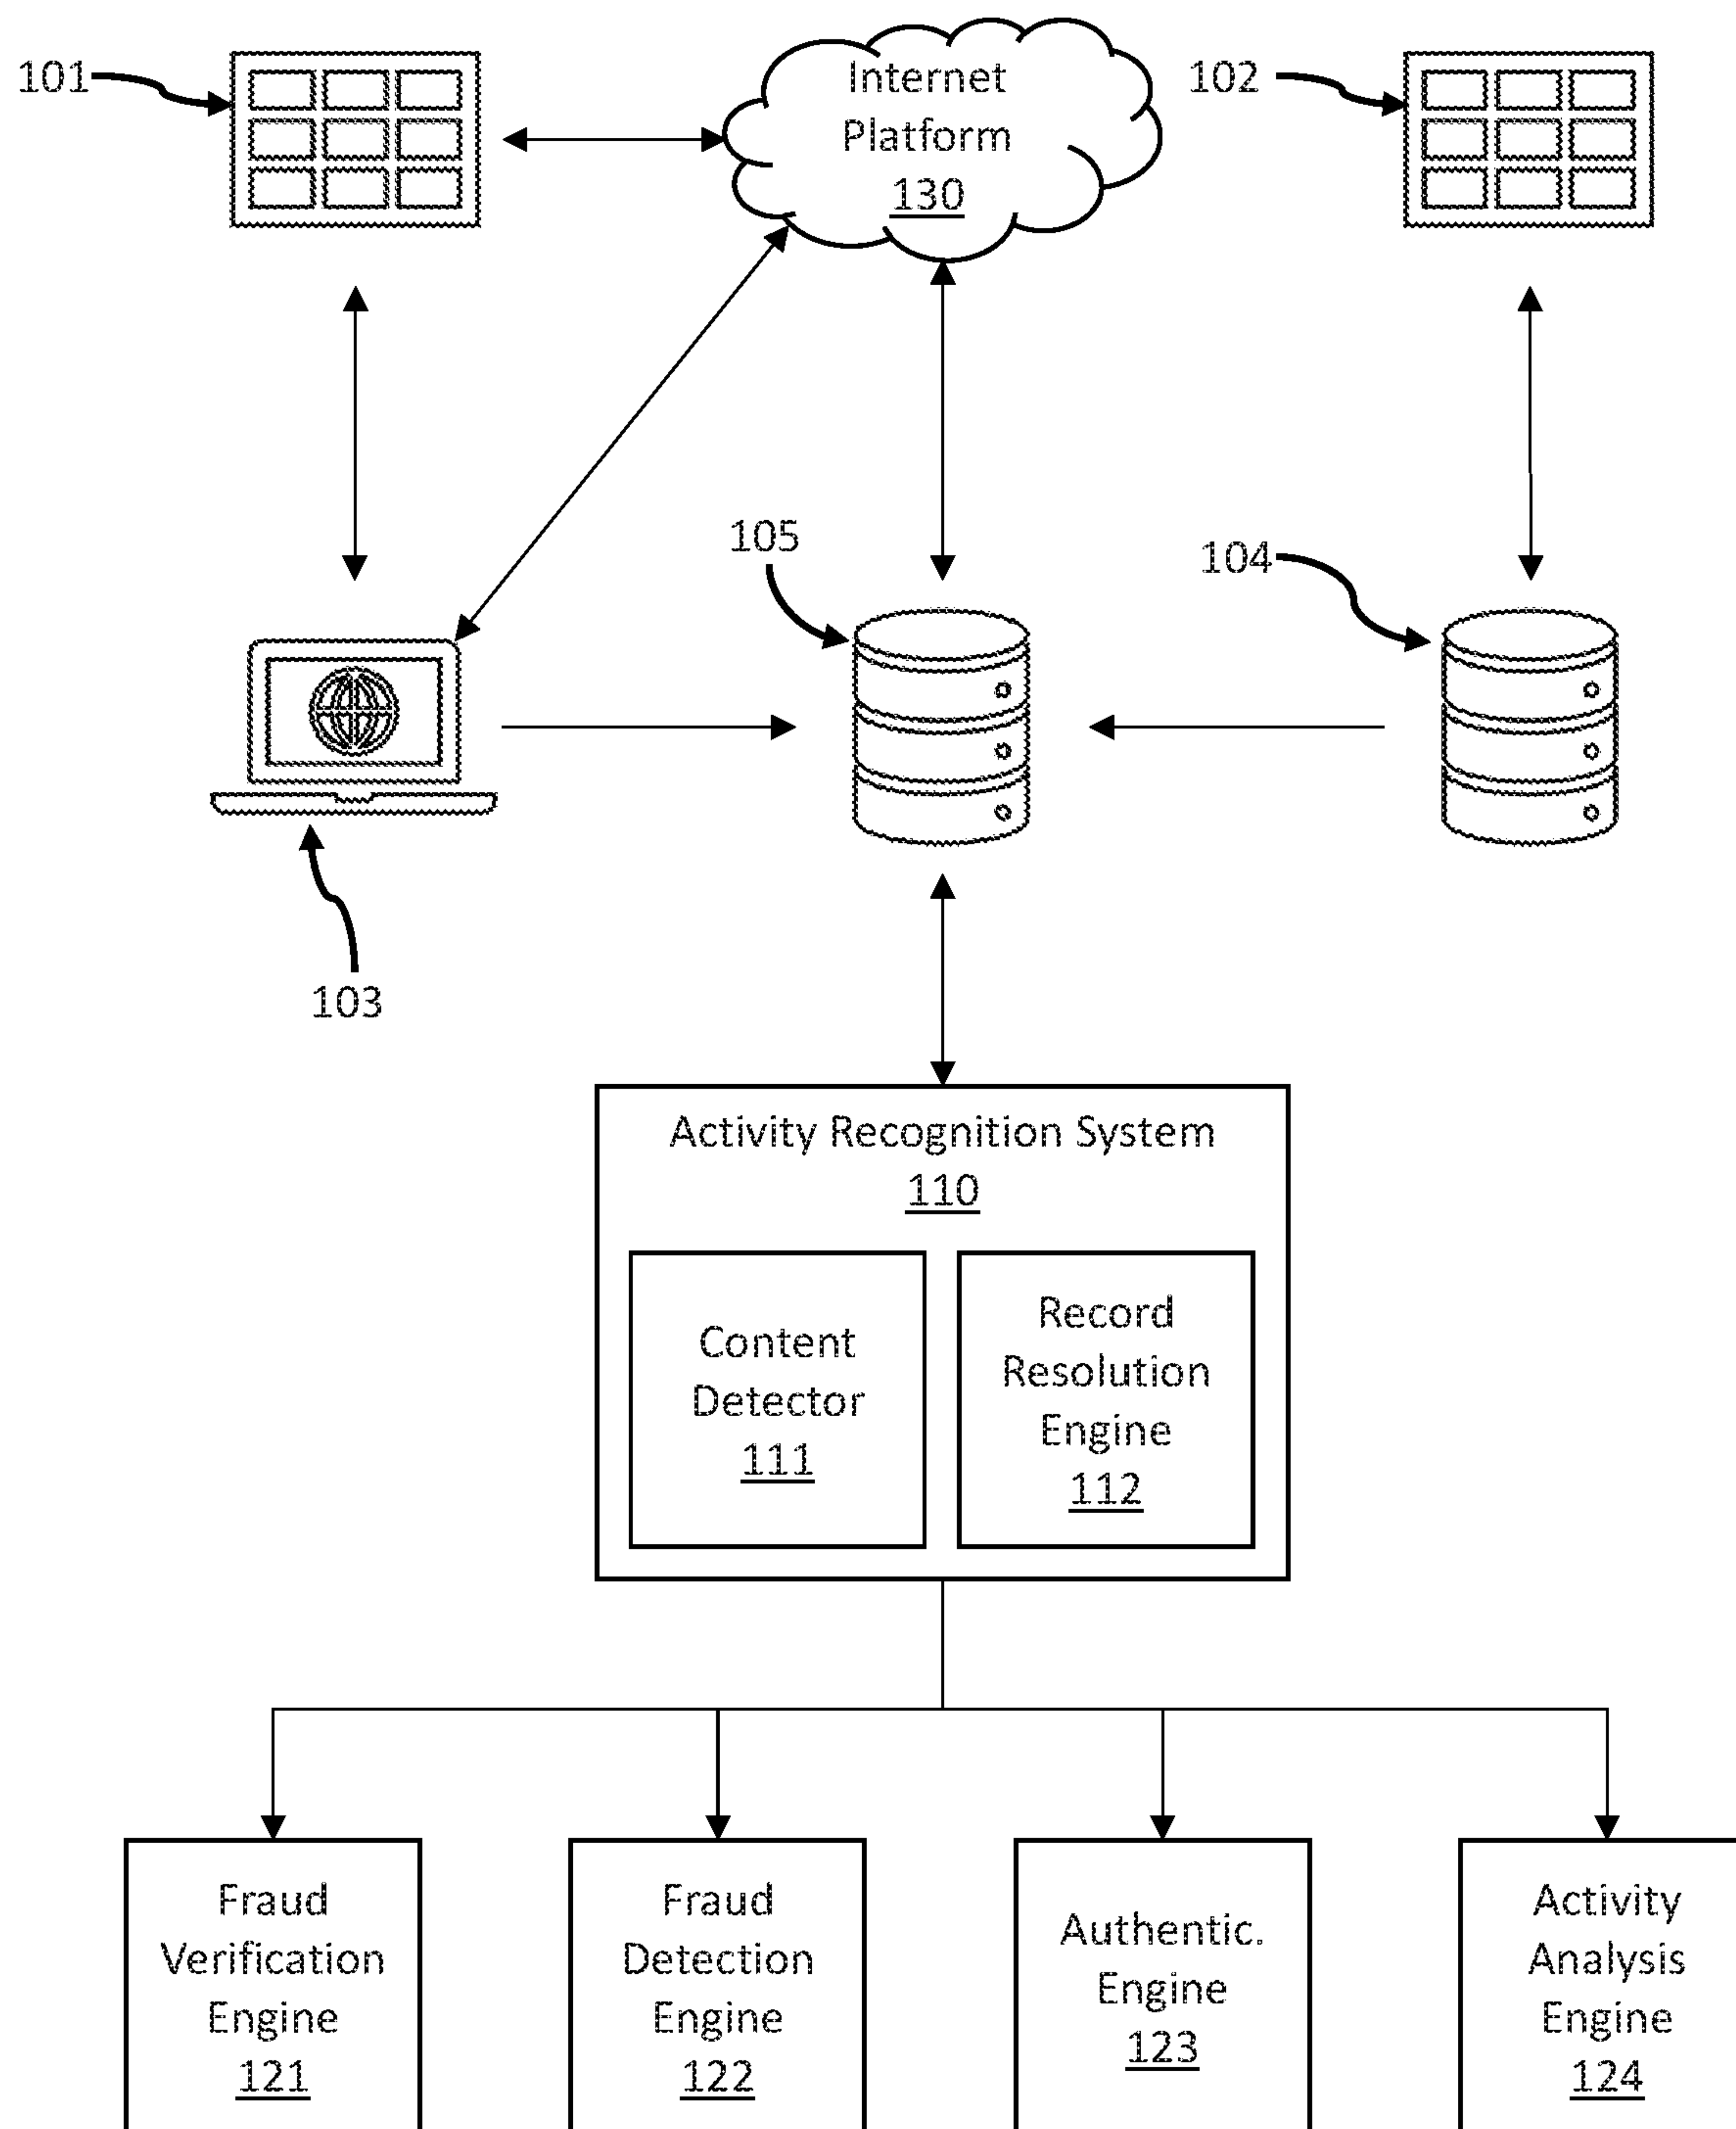 101
Internet
Platform
130
102
105
104
103
Activity Recognition System
110
Content
Detector
111
Record
Resolution
Engine
112
Fraud
Verification
Engine
121
Fraud
Detection
Engine
122
Authentic.
Engine
123
Activity
Analysis
Engine
124